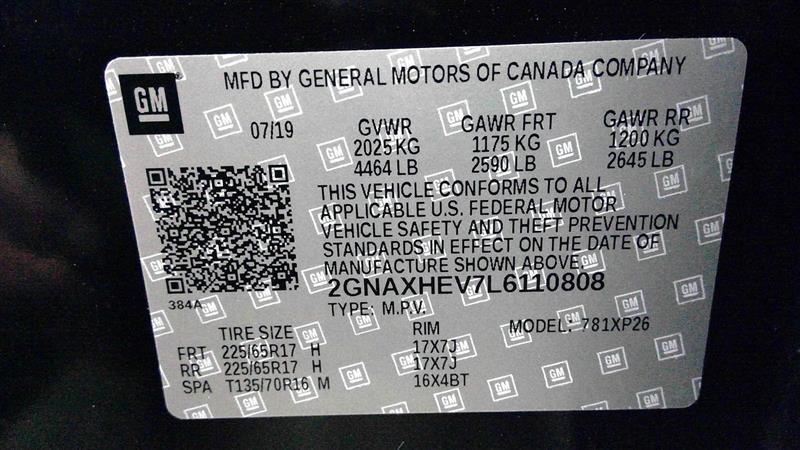 GM
MFD BY GENERAL MOTORS OF CANADA COMPANY
07/19 GVWR GAWR FRT GAWR RR
2025 KG 1175 KG 1200 KG
4464 LB 2590 LB 2645 LB
THIS VEHICLE CONFORMS TO ALL
APPLICABLE U.S. FEDERAL MOTOR
VEHICLE SAFETY AND THEFT PREVENTION
STANDARDS IN EFFECT ON THE DATE OF
MANUFACTURE SHOWN ABOVE
2GNAXHEV7L6110808
384A
TYPE: M.P.V.
TIRE SIZE RIM MODEL: 781XP26
FRT 225/65R17 H 17X7J
RR 225/65R17 H 17X7J
SPA T135/70R16 M 16X4BT